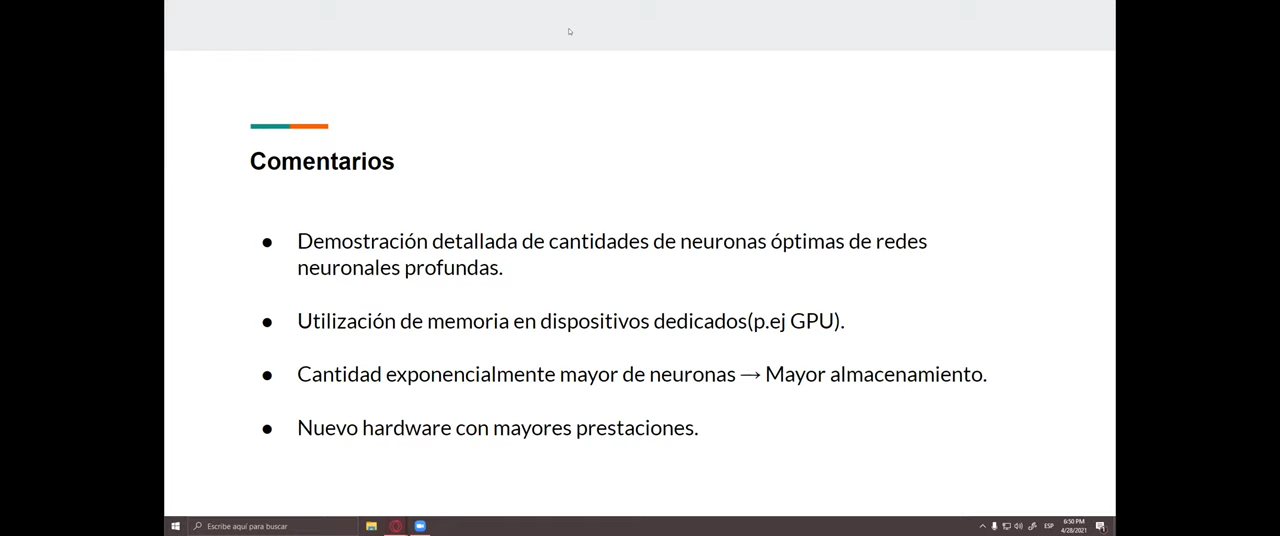 Comentarios
● Demostración detallada de cantidades de neuronas óptimas de redes
neuronales profundas.
● Utilización de memoria en dispositivos dedicados(p.ej GPU).
● Cantidad exponencialmente mayor de neuronas → Mayor almacenamiento.
● Nuevo hardware con mayores prestaciones.
Escribe aquí para buscar
ESP
6:50 PM
4/28/2021